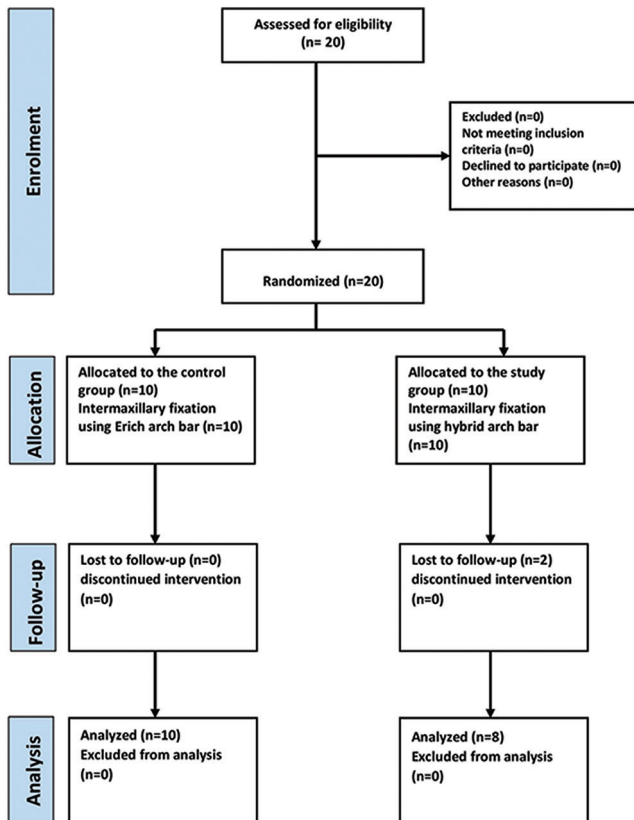 Enrolment
Assessed for eligibility
(n= 20)
Excluded (n=0)
Not meeting inclusion
criteria (n=0)
Declined to participate (n=0)
Other reasons (n=0)
Randomized (n=20)
Allocation
Allocated to the control
group (n=10)
Intermaxillary fixation
using Erich arch bar (n=10)
Allocated to the study
group (n=10)
Intermaxillary fixation
using hybrid arch bar
(n=10)
Follow-up
Lost to follow-up (n=0)
discontinued intervention
(n=0)
Lost to follow-up (n=2)
discontinued intervention
(n=0)
Analysis
Analyzed (n=10)
Excluded from analysis
(n=0)
Analyzed (n=8)
Excluded from analysis
(n=0)